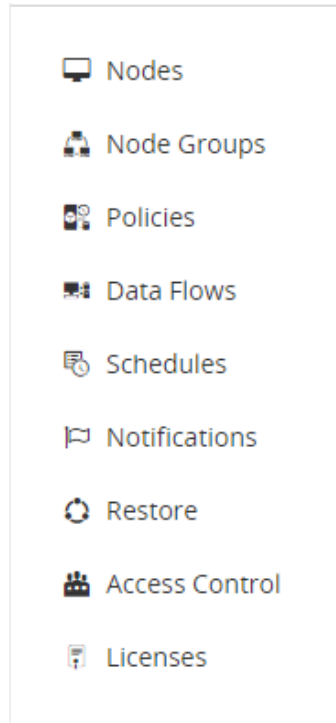 Nodes
Node Groups
Policies
Data Flows
Schedules
Notifications
Restore
Access Control
Licenses